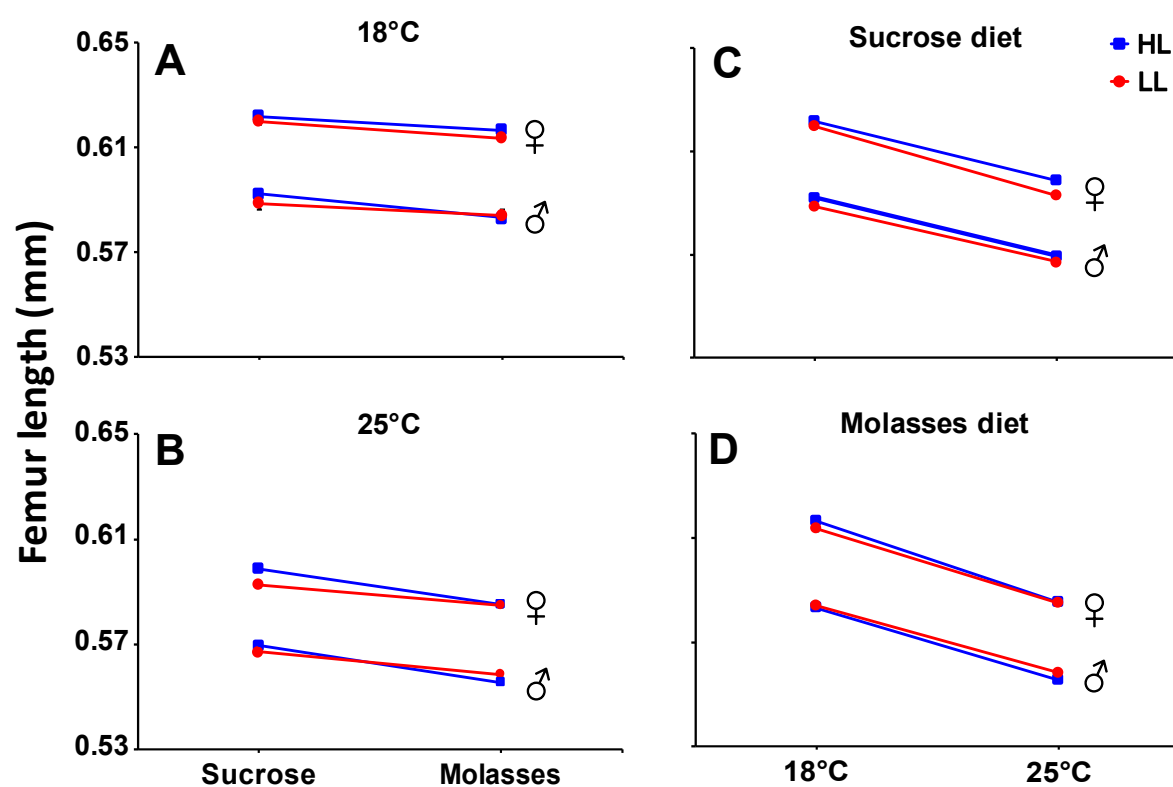 Femur length (mm)
18°C
A
0.65
0.61
0.57
0.53
♀
♂
Sucrose diet
C
HL
LL
♀
♂
25°C
B
0.65
0.61
0.57
0.53
♀
♂
Sucrose
Molasses
Molasses diet
D
♀
♂
18°C
25°C